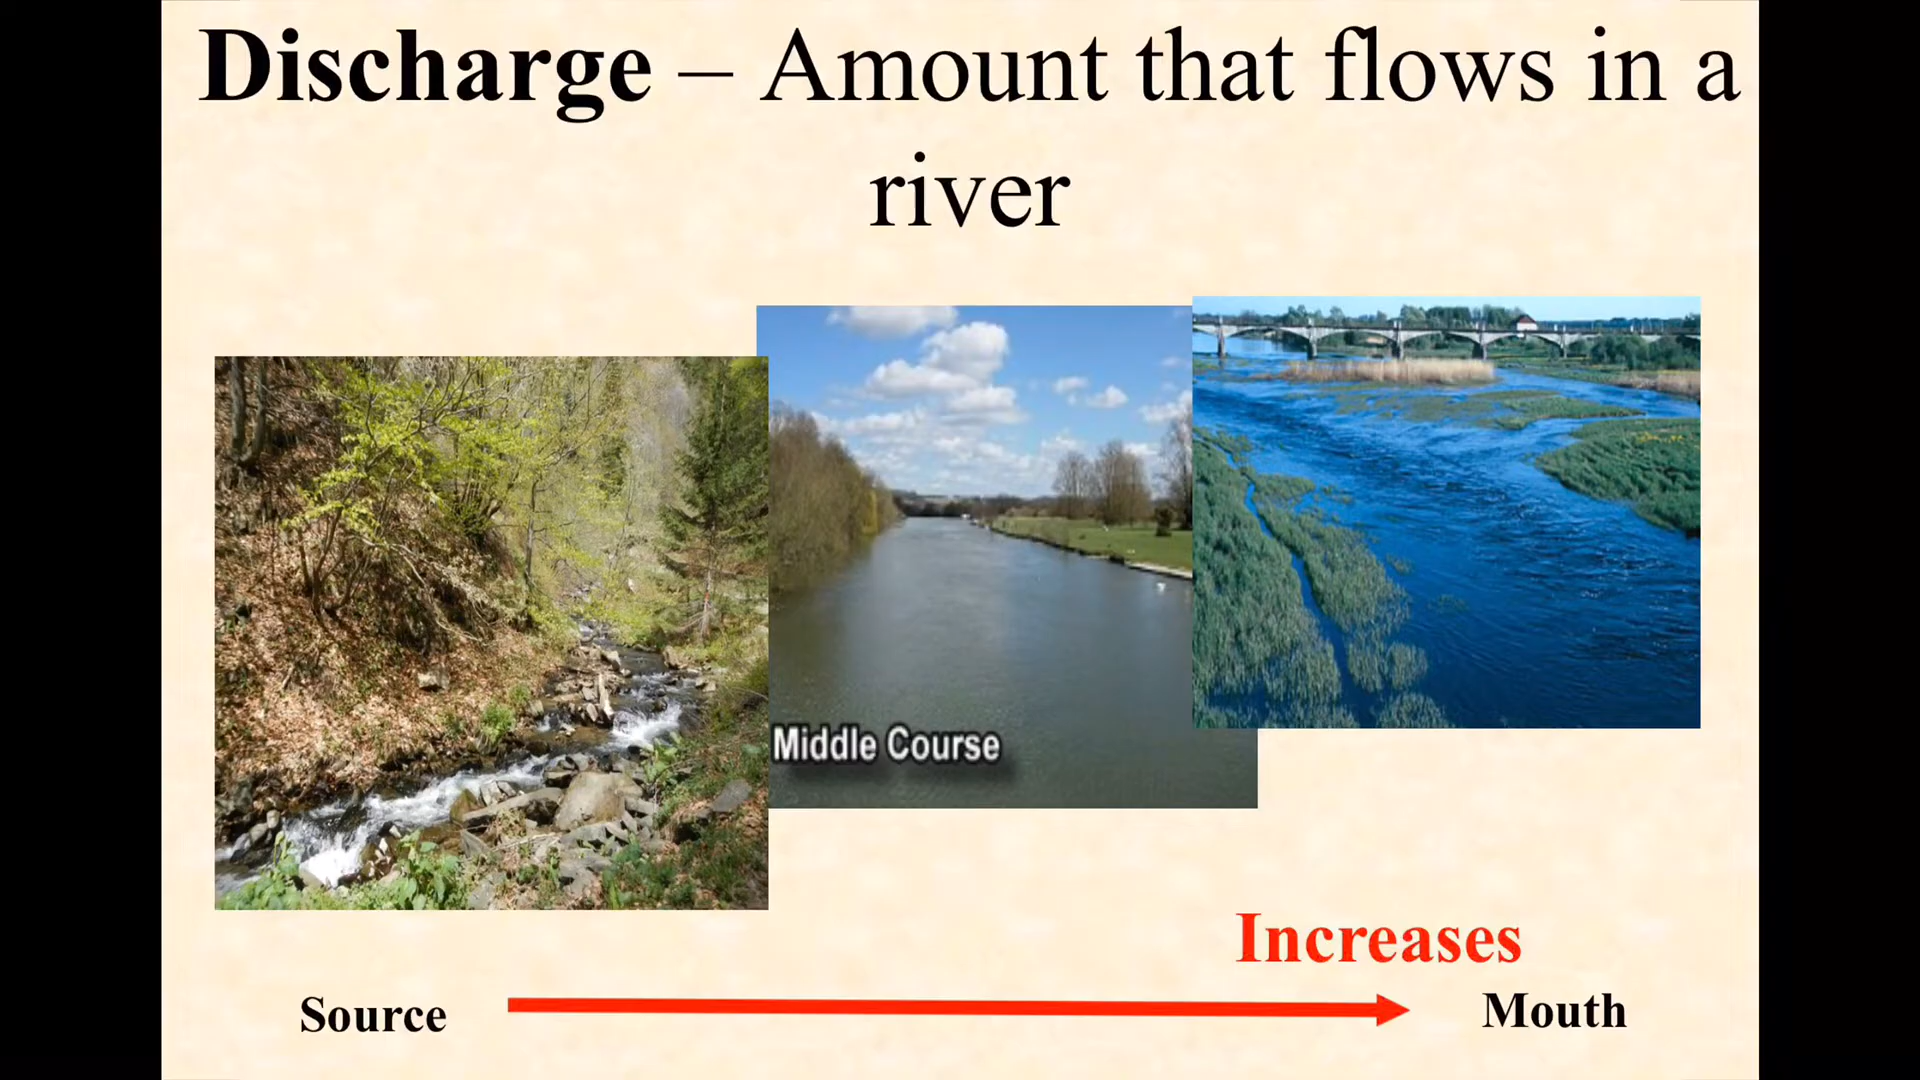 Discharge – Amount that flows in a
river
Middle Course
Increases
Source
Mouth